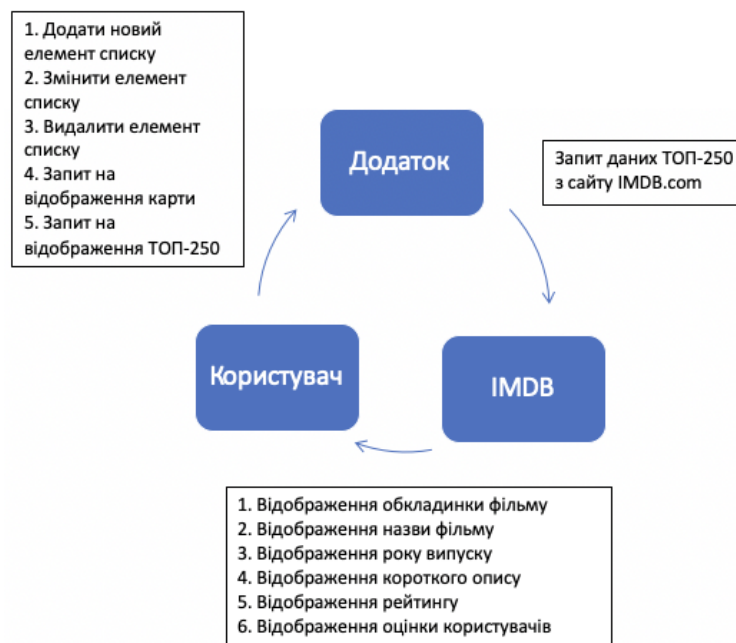 1. Додати новий
елемент списку
2. Змінити елемент
списку
3. Видалити елемент
списку
4. Запит на
відображення карти
5. Запит на
відображення ТОП-250
Додаток
Запит даних ТОП-250
з сайту IMDB.com
Користувач
IMDB
1. Відображення обкладинки фільму
2. Відображення назви фільму
3. Відображення року випуску
4. Відображення короткого опису
5. Відображення рейтингу
6. Відображення оцінки користувачів